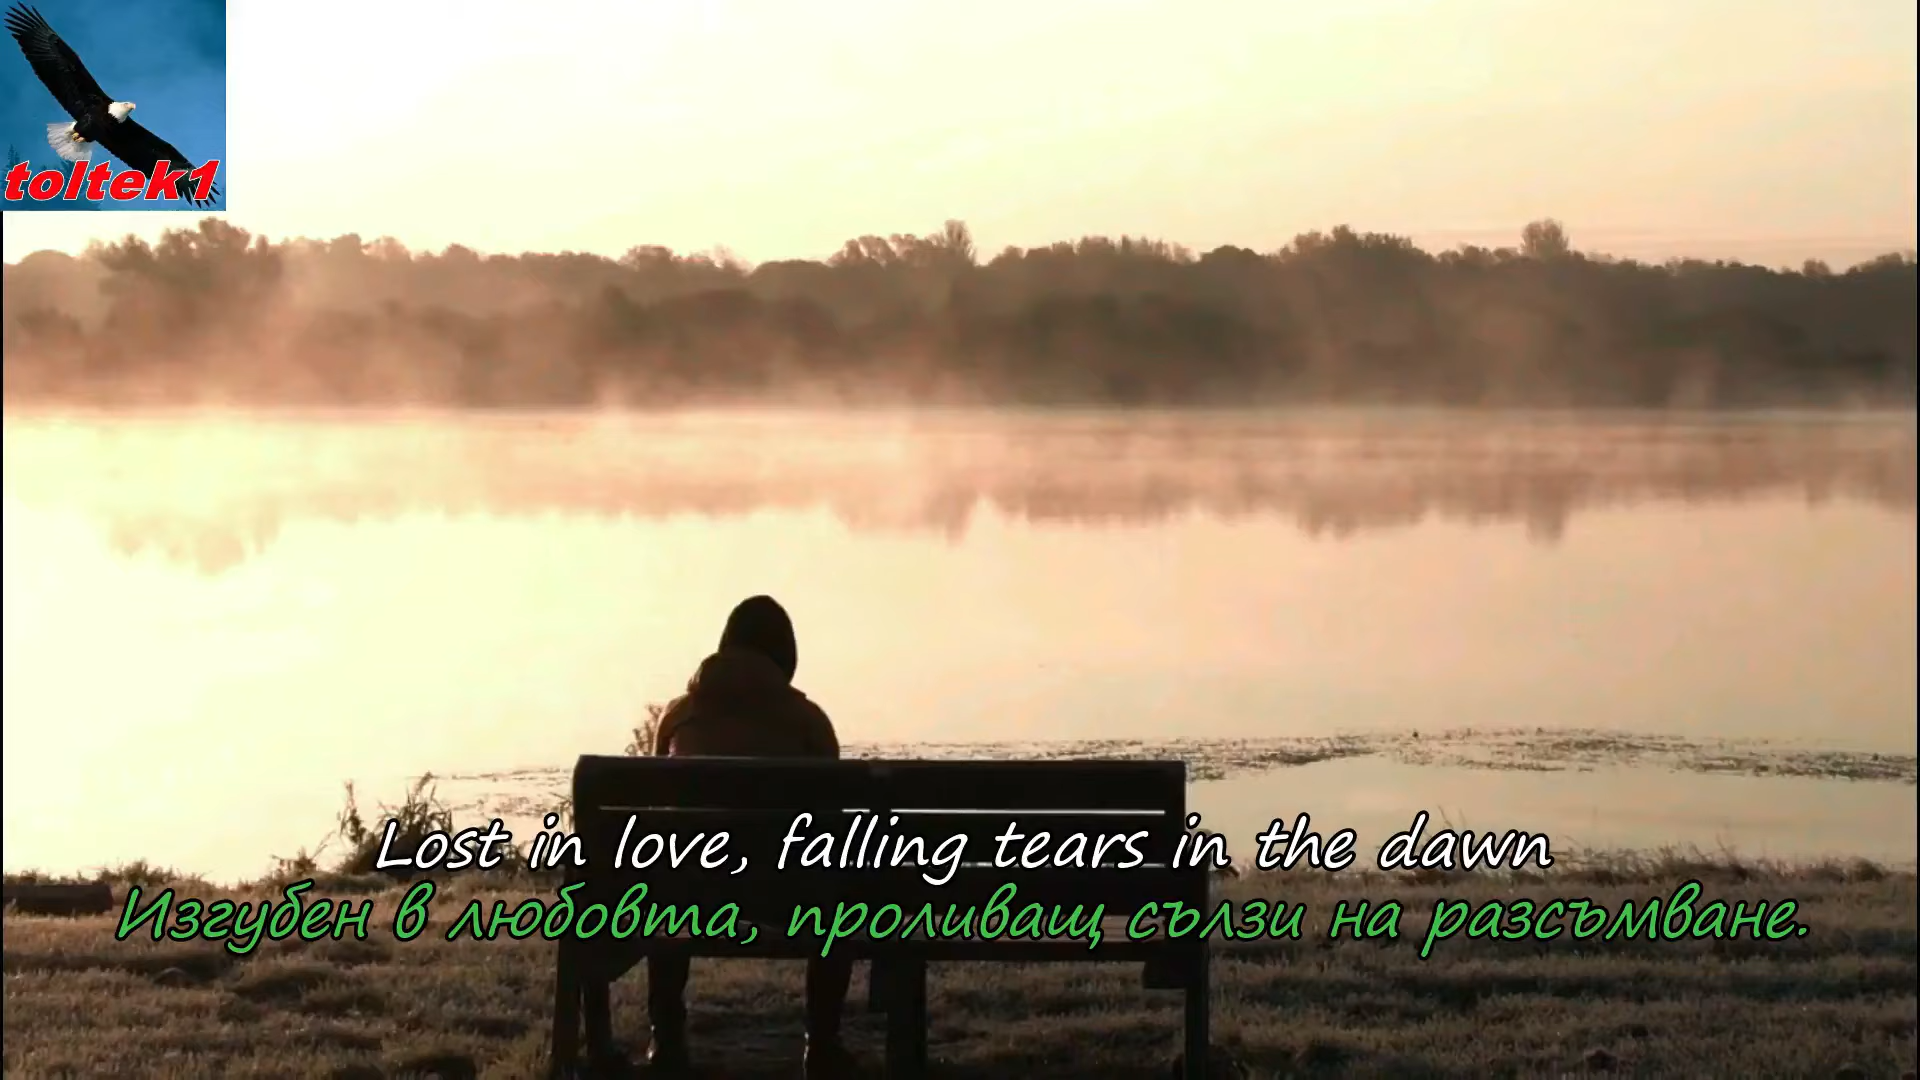 toltek1
Lost in love, falling tears in the dawn
Изгубен в любовта, проливащ сълзи на разсъмване.